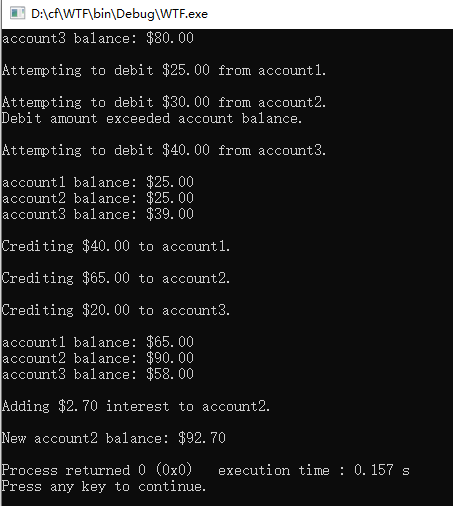 D:\cf\WTF\bin\Debug\WTF.exe
account3 balance: $80.00
Attempting to debit $25.00 from account1.
Attempting to debit $30.00 from account2.
Debit amount exceeded account balance.
Attempting to debit $40.00 from account3.
account1 balance: $25.00
account2 balance: $25.00
account3 balance: $39.00
Crediting $40.00 to account1.
Crediting $65.00 to account2.
Crediting $20.00 to account3.
account1 balance: $65.00
account2 balance: $90.00
account3 balance: $58.00
Adding $2.70 interest to account2.
New account2 balance: $92.70
Process returned 0 (0x0)   execution time : 0.157 s
Press any key to continue.